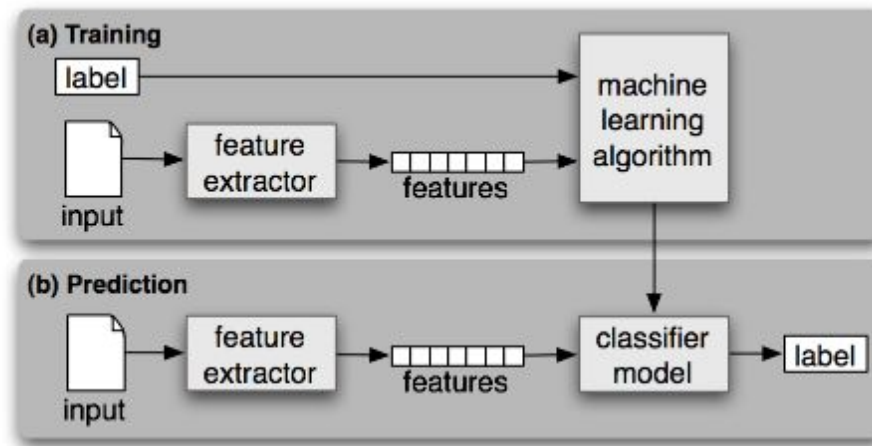 (a) Training
label
machine
learning
algorithm
feature
extractor
features
input
(b) Prediction
feature
extractor
features
classifier
model
label
input